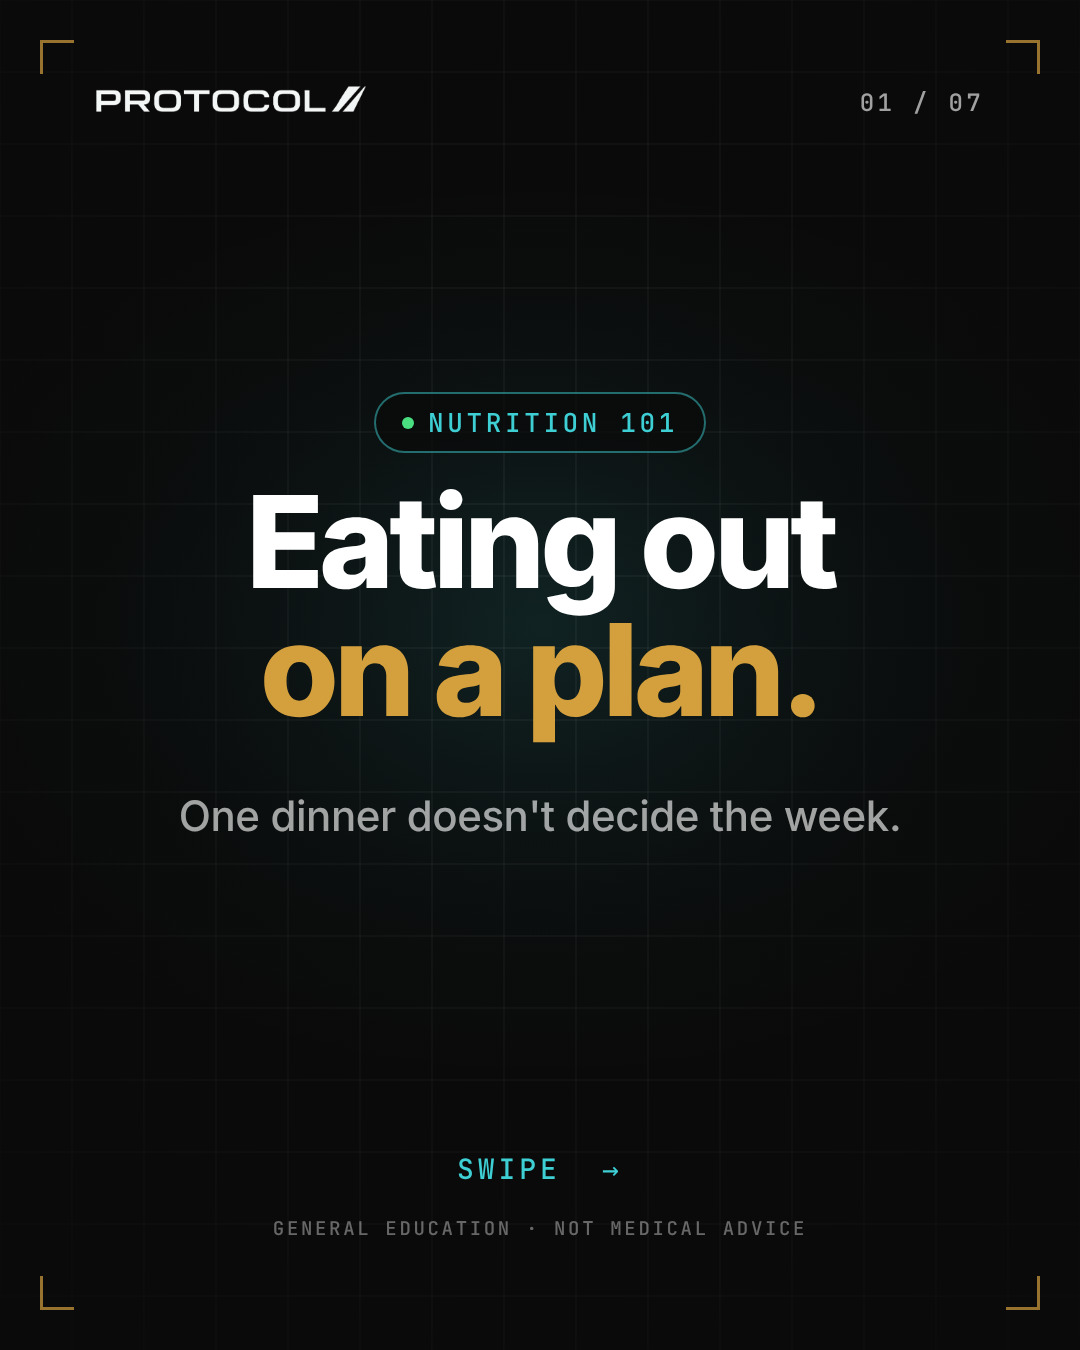 PROTOCOL
01 / 07
NUTRITION 101
Eating out
on a plan.
One dinner doesn't decide the week.
SWIPE →
GENERAL EDUCATION · NOT MEDICAL ADVICE